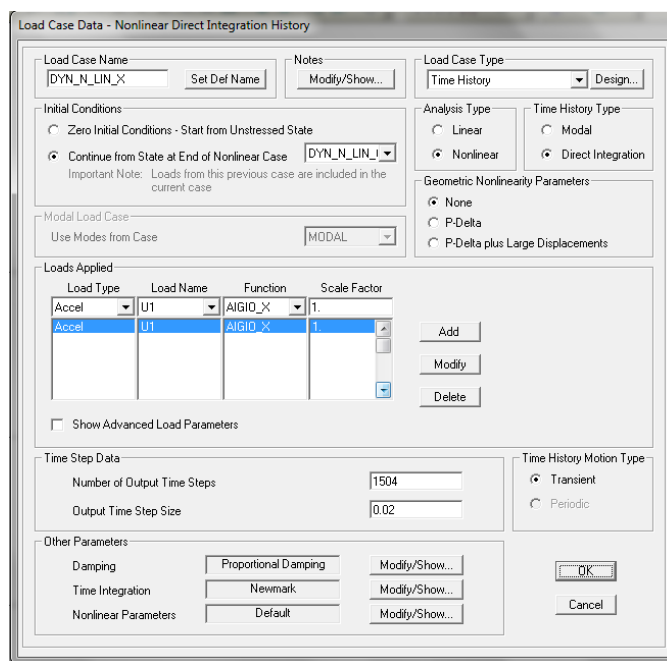 Load Case Data - Nonlinear Direct Integration History
Load Case Name
DYN_N_LIN_X
Set Def Name
Notes
Modify/Show...
Load Case Type
Time History
Design...
Initial Conditions
Zero Initial Conditions - Start from Unstressed State
Continue from State at End of Nonlinear Case
DYN_N_LIN_
Important Note: Loads from this previous case are included in the
current case
Analysis Type
Linear
Nonlinear
Time History Type
Modal
Direct Integration
Geometric Nonlinearity Parameters
None
P-Delta
P-Delta plus Large Displacements
Modal Load Case
Use Modes from Case
MODAL
Loads Applied
Load Type Load Name Function Scale Factor
Accel U1 AIGIO_X 1.
Accel U1 AIGIO_X 1.
Add
Modify
Delete
Show Advanced Load Parameters
Time Step Data
Number of Output Time Steps 1504
Output Time Step Size 0.02
Time History Motion Type
Transient
Periodic
Other Parameters
Damping Proportional Damping Modify/Show...
Time Integration Newmark Modify/Show...
Nonlinear Parameters Default Modify/Show...
OK
Cancel